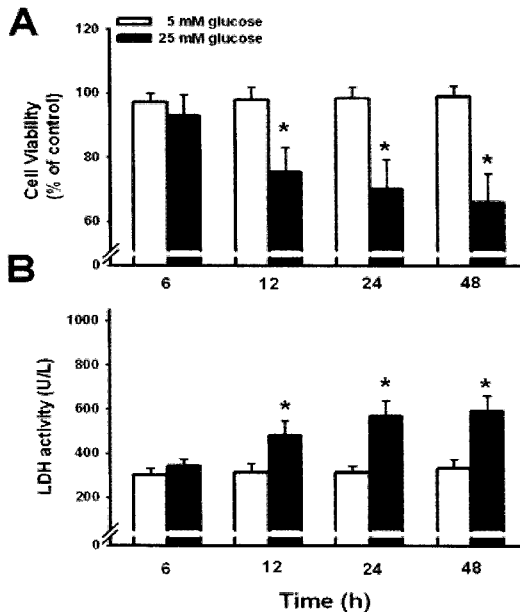 A
5 mM glucose
25 mM glucose
Cell Viability
(% of control)
120
100
80
60
0
* * *
6 12 24 48
B
LDH activity (U/L)
1000
800
600
400
200
0
* * *
6 12 24 48
Time (h)